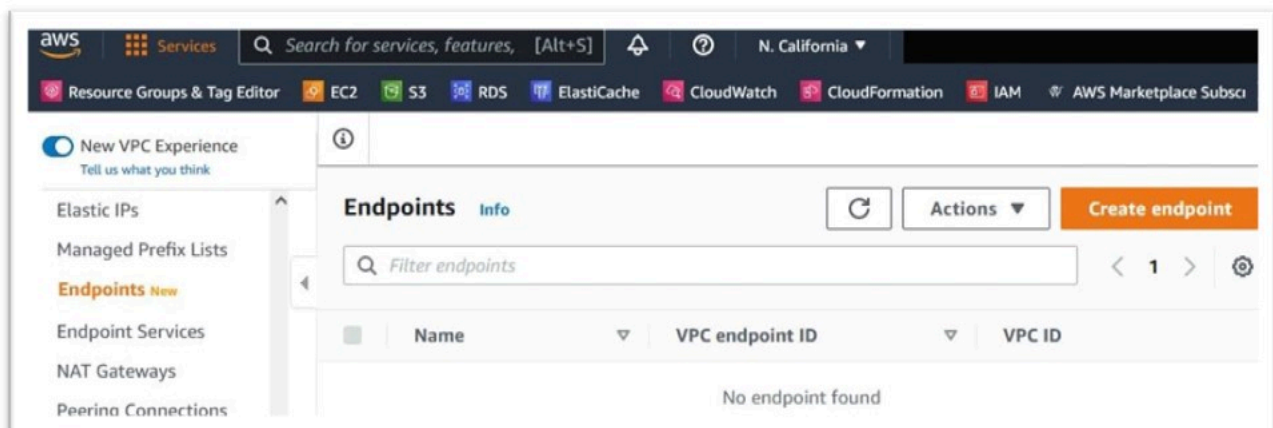 aws Services Search for services, features, [Alt+S] N. California ▼
Resource Groups & Tag Editor EC2 S3 RDS ElastiCache CloudWatch CloudFormation IAM AWS Marketplace Subscri
New VPC Experience
Tell us what you think
Elastic IPs
Managed Prefix Lists
Endpoints New
Endpoint Services
NAT Gateways
Peering Connections
Endpoints Info Actions ▼ Create endpoint
Filter endpoints < 1 >
Name VPC endpoint ID VPC ID
No endpoint found